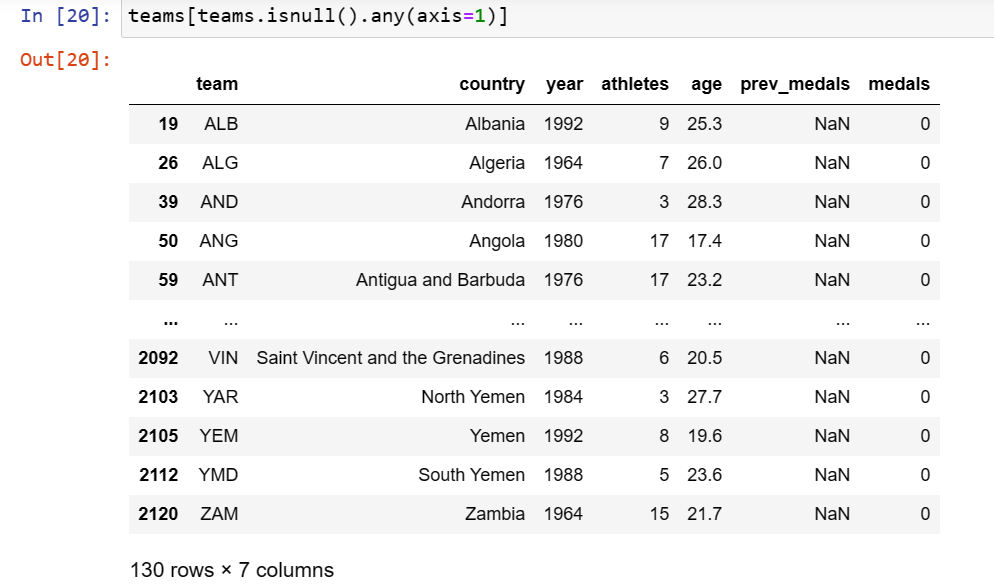 In [20]: teams[teams.isnull().any(axis=1)]
Out[20]:
team country year athletes age prev_medals medals
19 ALB Albania 1992 9 25.3 NaN 0
26 ALG Algeria 1964 7 26.0 NaN 0
39 AND Andorra 1976 3 28.3 NaN 0
50 ANG Angola 1980 17 17.4 NaN 0
59 ANT Antigua and Barbuda 1976 17 23.2 NaN 0
... ... ... ... ... ... ... ...
2092 VIN Saint Vincent and the Grenadines 1988 6 20.5 NaN 0
2103 YAR North Yemen 1984 3 27.7 NaN 0
2105 YEM Yemen 1992 8 19.6 NaN 0
2112 YMD South Yemen 1988 5 23.6 NaN 0
2120 ZAM Zambia 1964 15 21.7 NaN 0
130 rows × 7 columns